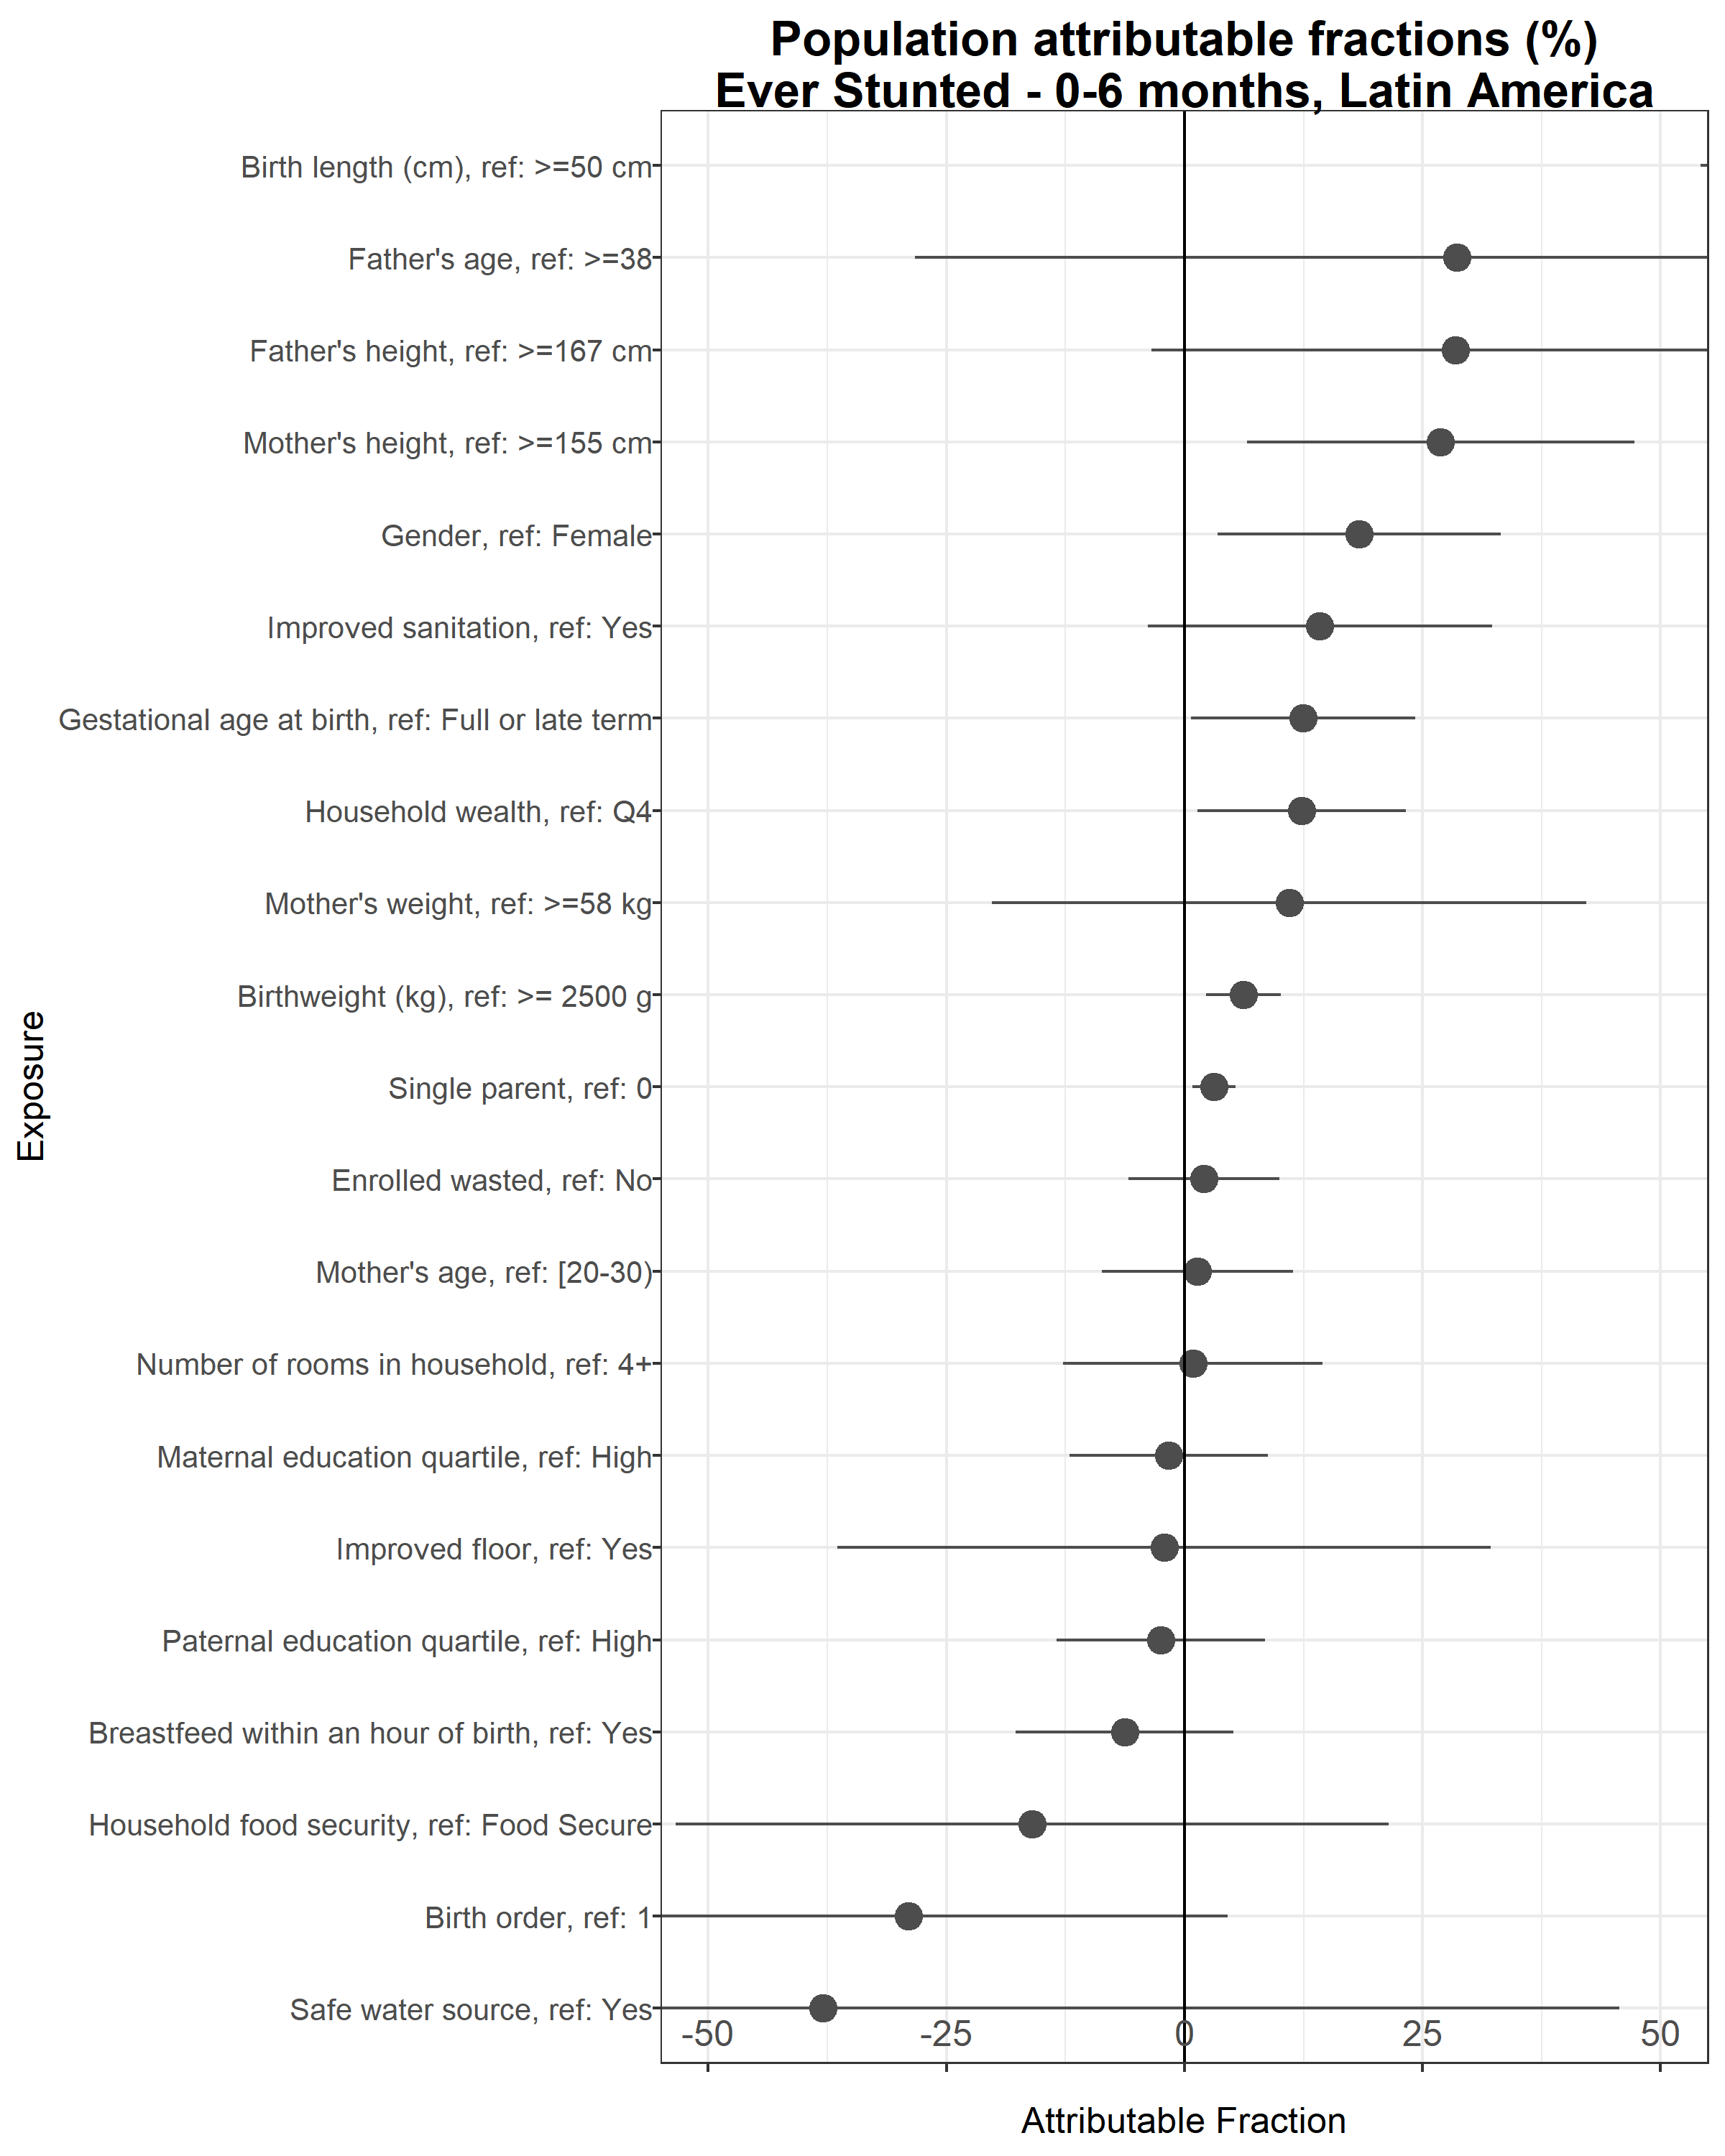 Population attributable fractions (%)
Ever Stunted - 0-6 months, Latin America
Birth length (cm), ref: >=50 cm
Father's age, ref: >=38
Father's height, ref: >=167 cm
Mother's height, ref: >=155 cm
Gender, ref: Female
Improved sanitation, ref: Yes
Gestational age at birth, ref: Full or late term
Household wealth, ref: Q4
Mother's weight, ref: >=58 kg
Birthweight (kg), ref: >= 2500 g
Single parent, ref: 0
Enrolled wasted, ref: No
Mother's age, ref: [20-30)
Number of rooms in household, ref: 4+
Maternal education quartile, ref: High
Improved floor, ref: Yes
Paternal education quartile, ref: High
Breastfeed within an hour of birth, ref: Yes
Household food security, ref: Food Secure
Birth order, ref: 1
Safe water source, ref: Yes
Exposure
-50 -25 0 25 50
Attributable Fraction